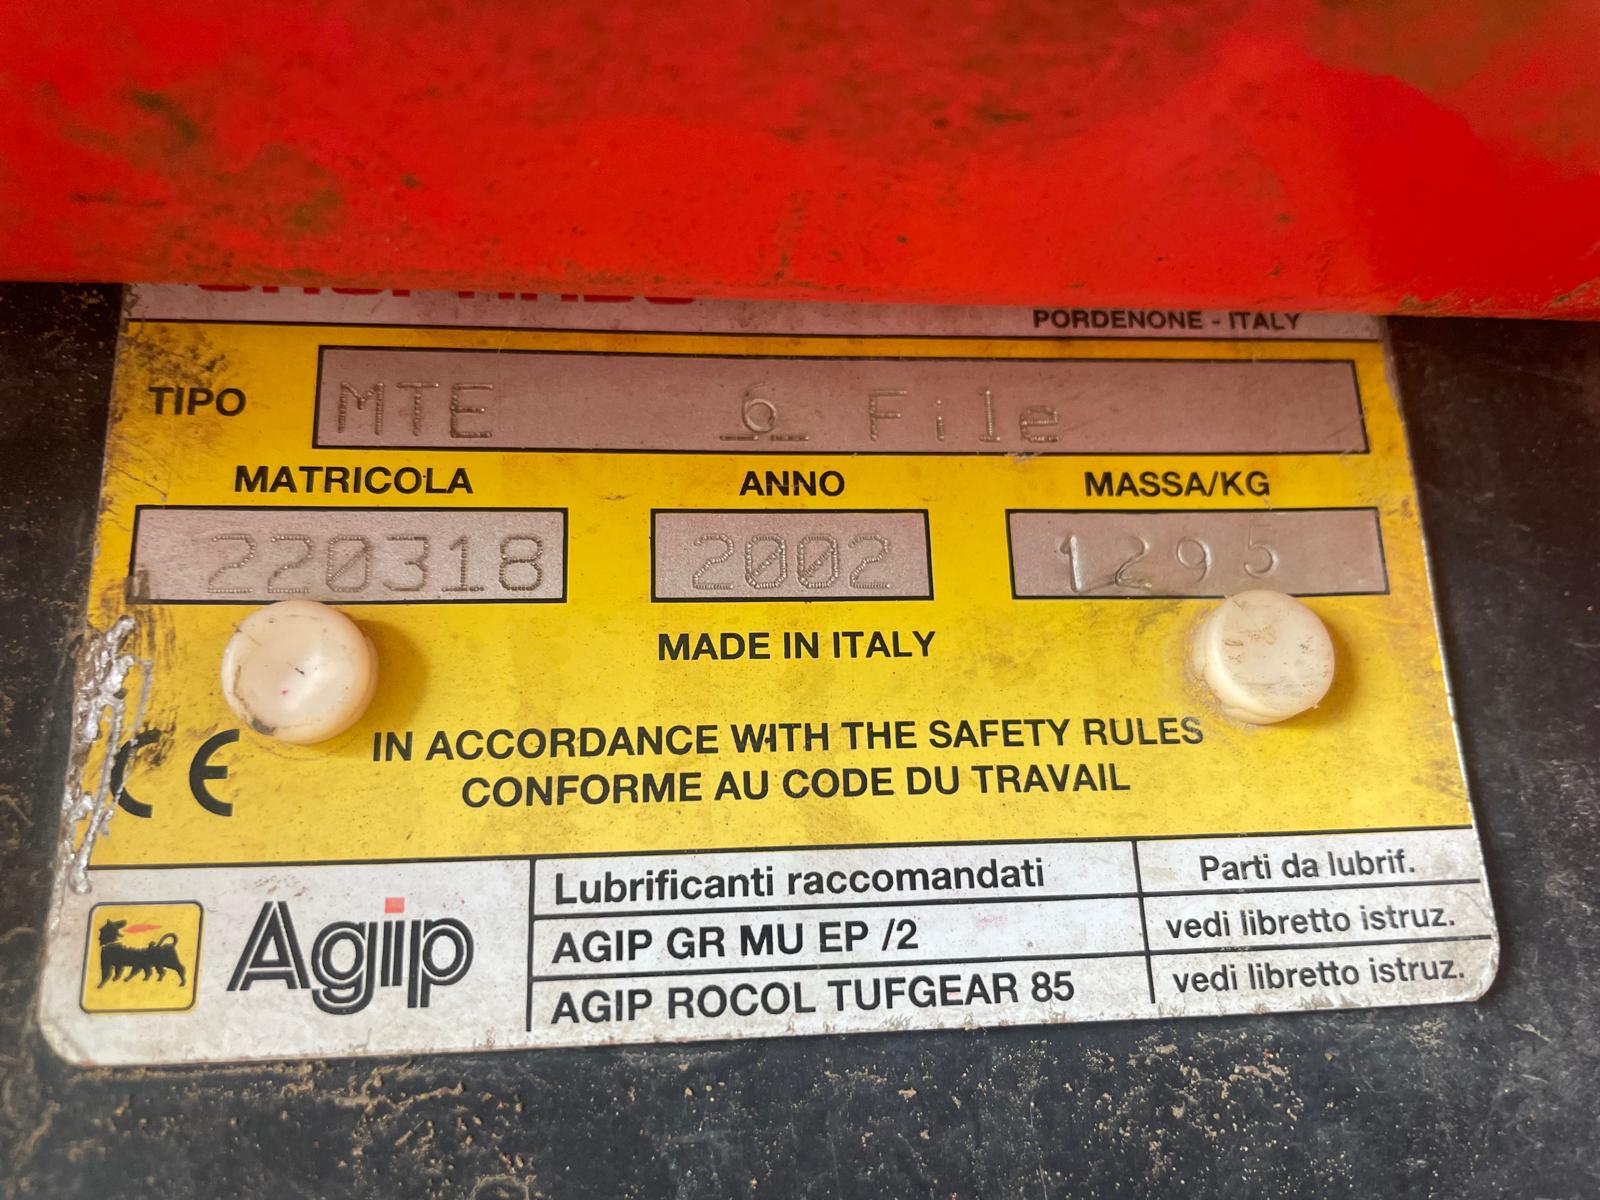 PORDENONE - ITALY
TIPO MTE 6 File
MATRICOLA ANNO MASSA/KG
220318 2002 1295
MADE IN ITALY
CE IN ACCORDANCE WITH THE SAFETY RULES
CONFORME AU CODE DU TRAVAIL
Agip
Lubrificanti raccomandati Parti da lubrif.
AGIP GR MU EP /2 vedi libretto istruz.
AGIP ROCOL TUFGEAR 85 vedi libretto istruz.